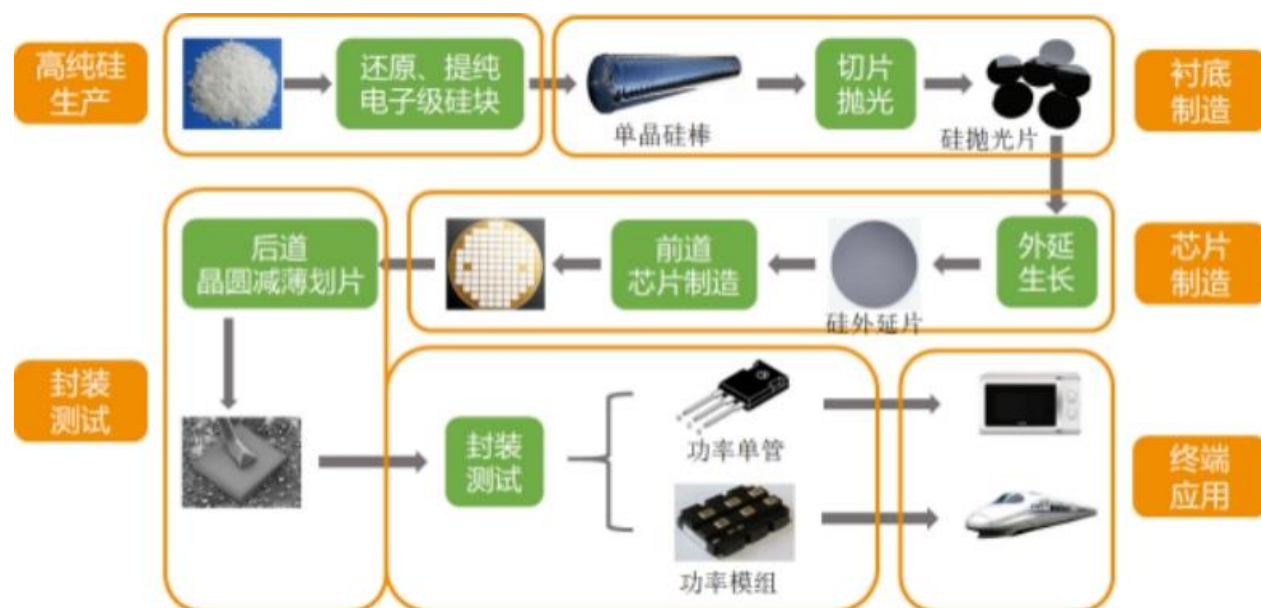 高纯硅
生产
还原、提纯
电子级硅块
单晶硅棒
切片
抛光
硅抛光片
衬底
制造
后道
晶圆减薄划片
前道
芯片制造
硅外延片
外延
生长
芯片
制造
封装
测试
封装
测试
功率单管
功率模组
终端
应用